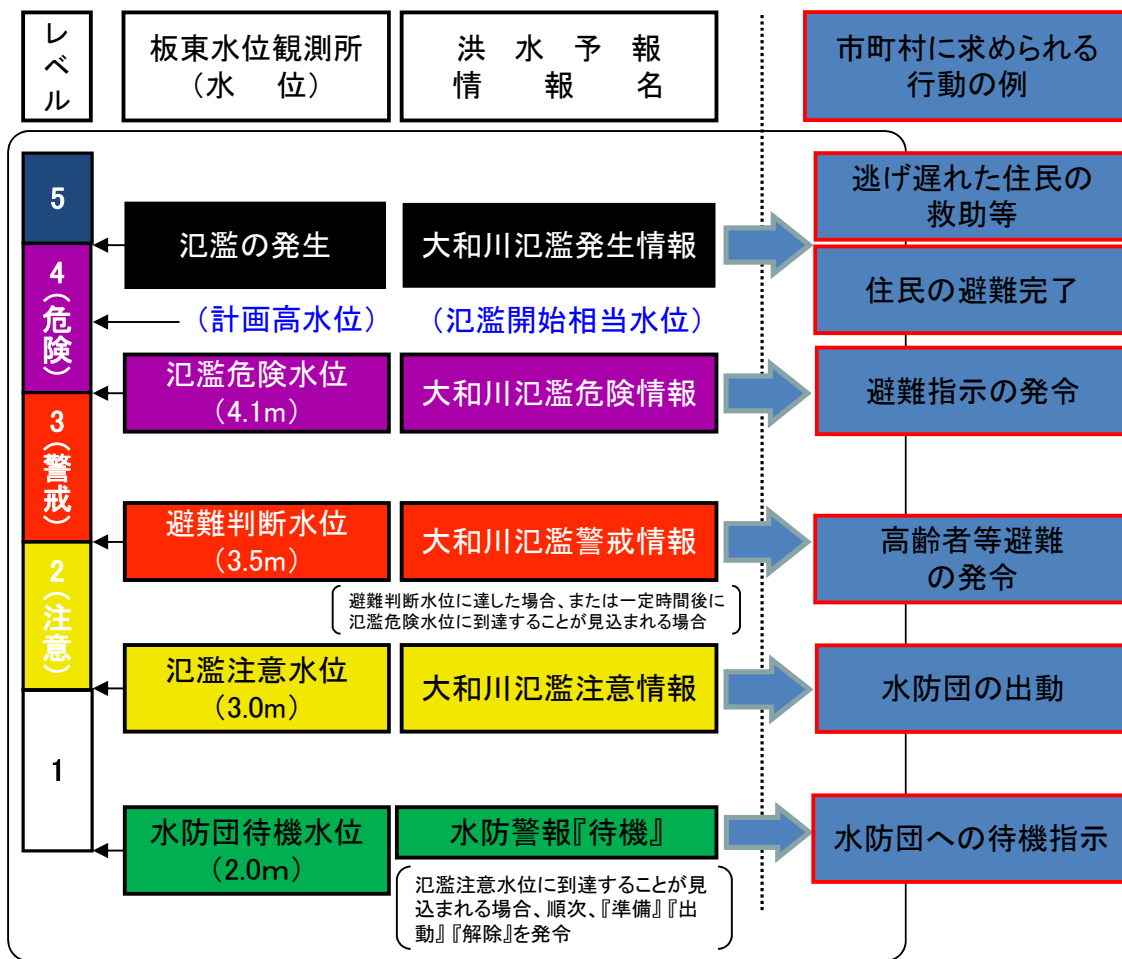 レベル
板東水位観測所
（水　位）
洪 水 予 報
情 報 名
市町村に求められる
行動の例
5
氾濫の発生
大和川氾濫発生情報
逃げ遅れた住民の
救助等
住民の避難完了
4（危険）
（計画高水位）
（氾濫開始相当水位）
氾濫危険水位
（4.1m）
大和川氾濫危険情報
避難指示の発令
3（警戒）
避難判断水位
（3.5m）
大和川氾濫警戒情報
高齢者等避難
の発令
避難判断水位に達した場合、または一定時間後に
氾濫危険水位に到達することが見込まれる場合
2（注意）
氾濫注意水位
（3.0m）
大和川氾濫注意情報
水防団の出動
1
水防団待機水位
（2.0m）
水防警報『待機』
水防団への待機指示
氾濫注意水位に到達することが見
込まれる場合、順次、『準備』『出
動』『解除』を発令